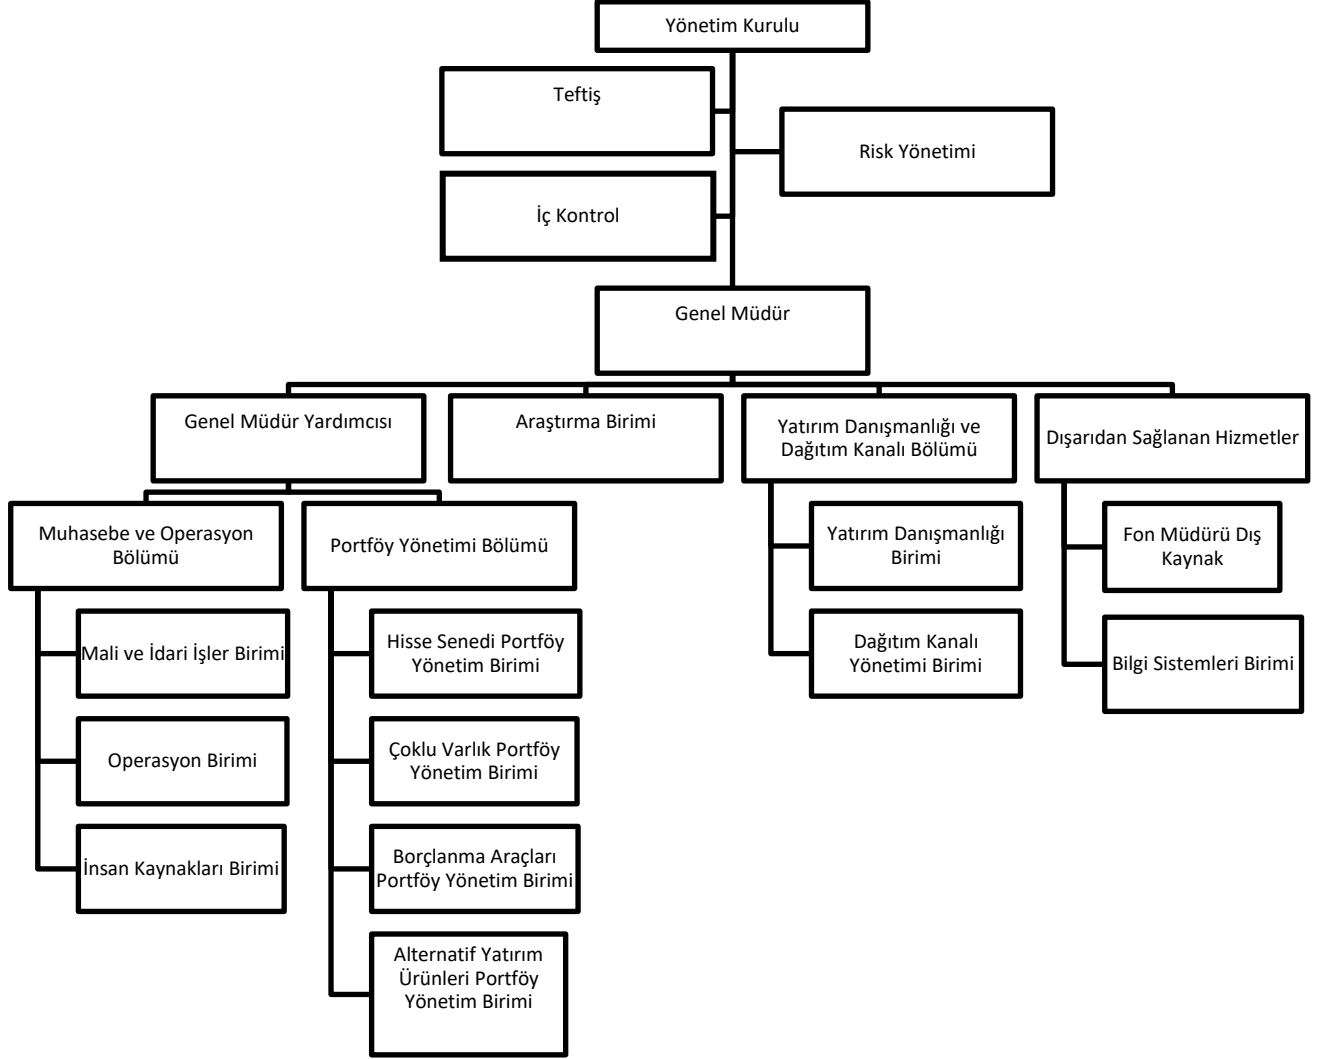 Yönetim Kurulu
Teftiş
Risk Yönetimi
İç Kontrol
Genel Müdür
Genel Müdür Yardımcısı
Araştırma Birimi
Yatırım Danışmanlığı ve
Dağıtım Kanalı Bölümü
Dışarıdan Sağlanan Hizmetler
Muhasebe ve Operasyon
Bölümü
Portföy Yönetimi Bölümü
Yatırım Danışmanlığı
Birimi
Fon Müdürü Dış
Kaynak
Mali ve İdari İşler Birimi
Hisse Senedi Portföy
Yönetim Birimi
Dağıtım Kanalı
Yönetimi Birimi
Bilgi Sistemleri Birimi
Operasyon Birimi
Çoklu Varlık Portföy
Yönetim Birimi
İnsan Kaynakları Birimi
Borçlanma Araçları
Portföy Yönetim Birimi
Alternatif Yatırım
Ürünleri Portföy
Yönetim Birimi